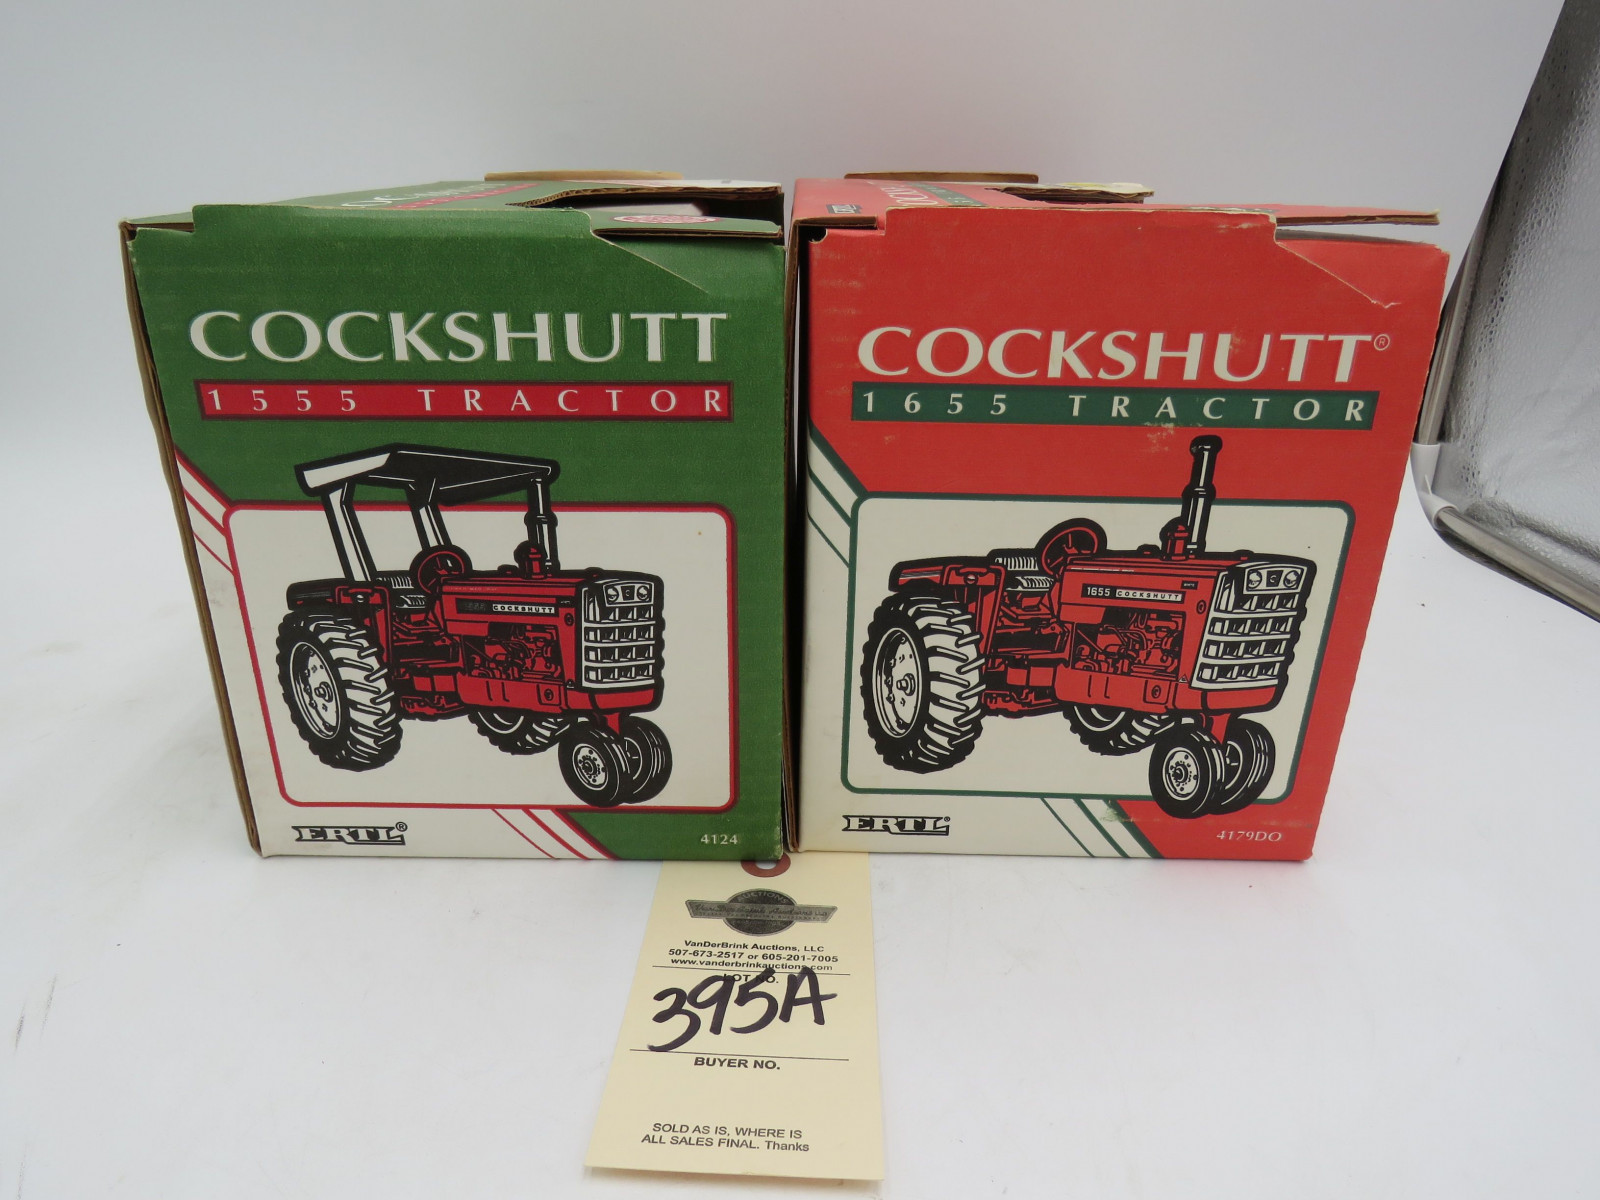 COCKSHUTT
1555 TRACTOR
COCKSHUTT
ERTL®
4124
COCKSHUTT®
1655 TRACTOR
1655 COCKSHUTT
ERTL®
4179DO
VanDerBrink Auctions, LLC
507-673-2517 or 605-201-7005
www.vanderbrinkauctions.com
LOT NO.
395A
BUYER NO.
SOLD AS IS, WHERE IS
ALL SALES FINAL. Thanks